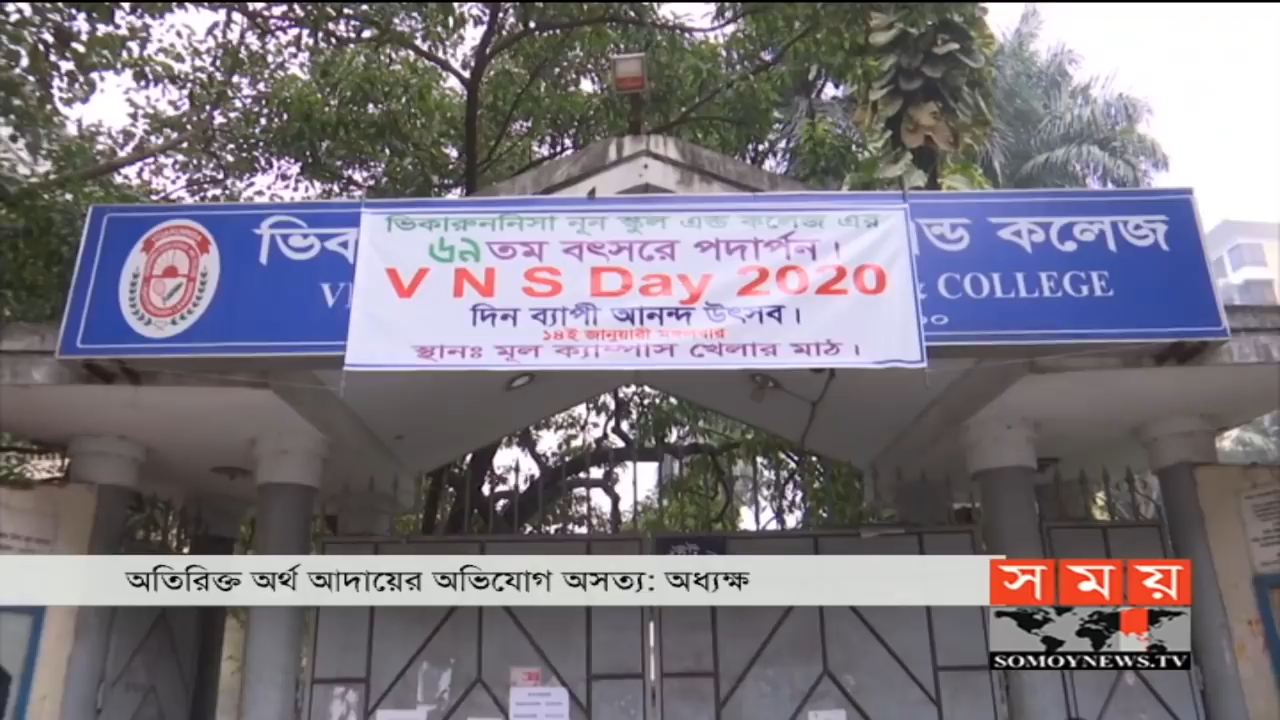 ভিকারুননিসা নূন স্কুল এন্ড কলেজ এর
৬৯তম বৎসরে পদার্পন।
V N S Day 2020
দিন ব্যাপী আনন্দ উৎসব।
১৪ই জানুয়ারী মঙ্গলবার
স্থানঃ মূল ক্যাম্পাস খেলার মাঠ।
কলেজ
COLLEGE
অতিরিক্ত অর্থ আদায়ের অভিযোগ অসত্য: অধ্যক্ষ
সময়
SOMOYNEWS.TV